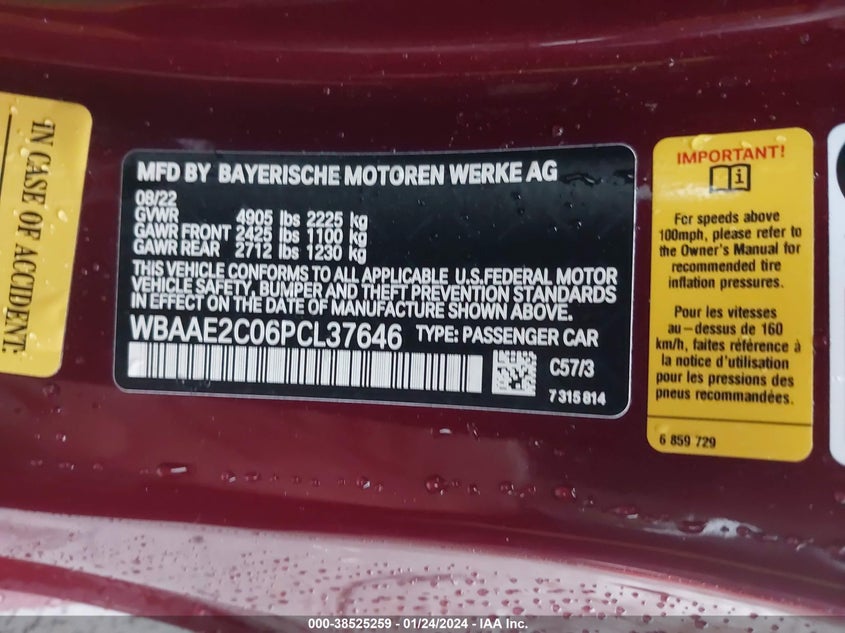 IN CASE OF ACCIDENT:
MFD BY BAYERISCHE MOTOREN WERKE AG
08/22
GVWR 4905 lbs 2225 kg
GAWR FRONT 2425 lbs 1100 kg
GAWR REAR 2712 lbs 1230 kg
THIS VEHICLE CONFORMS TO ALL APPLICABLE U.S.FEDERAL MOTOR
VEHICLE SAFETY, BUMPER AND THEFT PREVENTION STANDARDS
IN EFFECT ON THE DATE OF MANUFACTURE SHOWN ABOVE.
WBAAE2C06PCL37646 TYPE: PASSENGER CAR
C57/3
7 315 814
IMPORTANT!
For speeds above
100mph, please refer to
the Owner's Manual for
recommended tire
inflation pressures.
Pour les vitesses
au-dessus de 160
km/h, faites référence à
la notice d'utilisation
pour les pressions des
pneus recommandées.
6 859 729
000-38525259 - 01/24/2024 - IAA Inc.